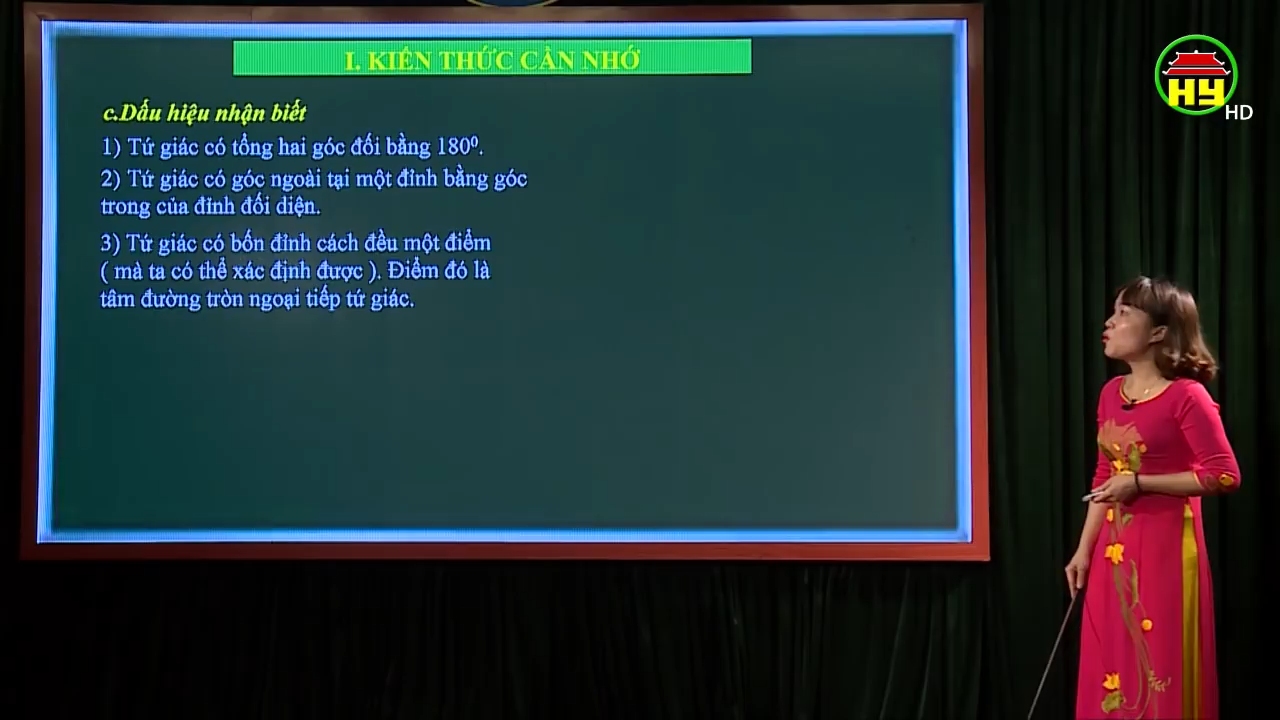 I. KIẾN THỨC CẦN NHỚ
c.Dấu hiệu nhận biết
1) Tứ giác có tổng hai góc đối bằng 180⁰.
2) Tứ giác có góc ngoài tại một đỉnh bằng góc
trong của đỉnh đối diện.
3) Tứ giác có bốn đỉnh cách đều một điểm
( mà ta có thể xác định được ). Điểm đó là
tâm đường tròn ngoại tiếp tứ giác.
HY
HD